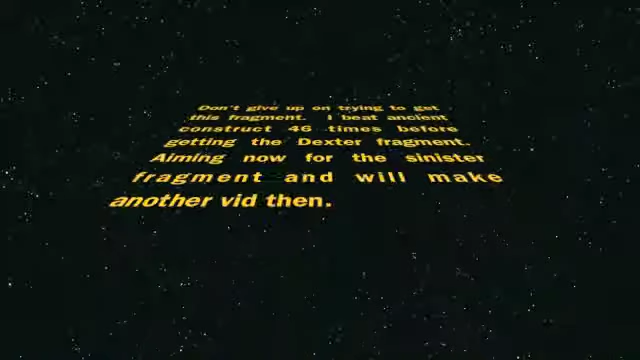 Don't give up on trying to get
this fragment. I beat ancient
construct 46 times before
getting the Dexter fragment.
Aiming now for the sinister
fragment and will make
another vid then.